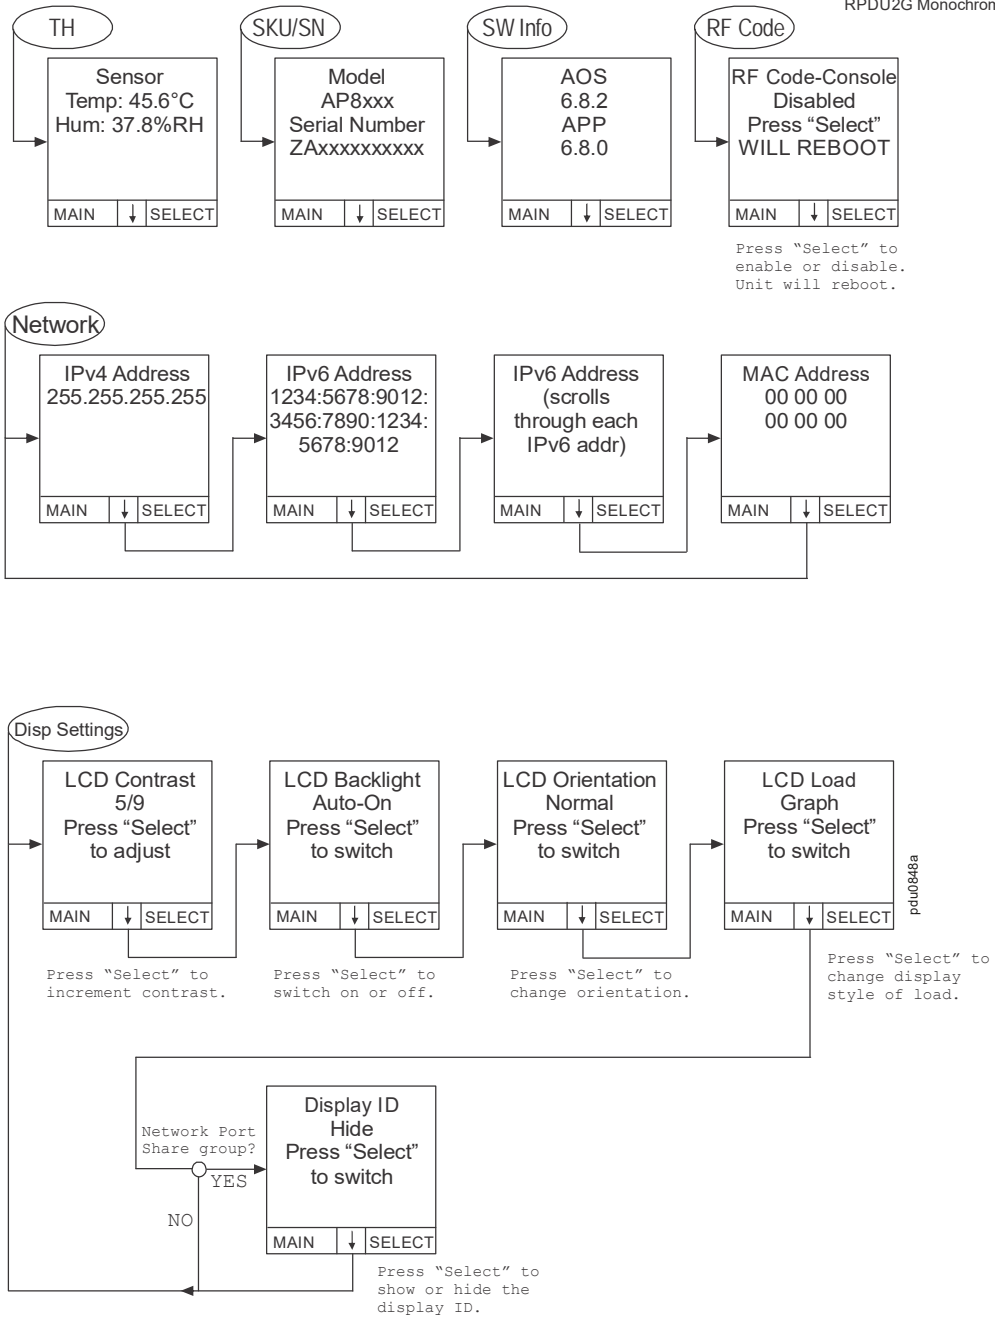 RPDU2G Monochrom
TH
SKU/SN
SW Info
RF Code
Sensor
Temp: 45.6°C
Hum: 37.8%RH
MAIN ↓ SELECT
Model
AP8xxx
Serial Number
ZAxxxxxxxxxx
MAIN ↓ SELECT
AOS
6.8.2
APP
6.8.0
MAIN ↓ SELECT
RF Code-Console
Disabled
Press “Select”
WILL REBOOT
MAIN ↓ SELECT
Press “Select” to
enable or disable.
Unit will reboot.
Network
IPv4 Address
255.255.255.255
MAIN ↓ SELECT
IPv6 Address
1234:5678:9012:
3456:7890:1234:
5678:9012
MAIN ↓ SELECT
IPv6 Address
(scrolls
through each
IPv6 addr)
MAIN ↓ SELECT
MAC Address
00 00 00
00 00 00
MAIN ↓ SELECT
Disp Settings
LCD Contrast
5/9
Press “Select”
to adjust
MAIN ↓ SELECT
Press “Select” to
increment contrast.
LCD Backlight
Auto-On
Press “Select”
to switch
MAIN ↓ SELECT
Press “Select” to
switch on or off.
LCD Orientation
Normal
Press “Select”
to switch
MAIN ↓ SELECT
Press “Select” to
change orientation.
LCD Load
Graph
Press “Select”
to switch
MAIN ↓ SELECT
Press “Select” to
change display
style of load.
pdu0848a
Network Port
Share group?
YES
NO
Display ID
Hide
Press “Select”
to switch
MAIN ↓ SELECT
Press “Select” to
show or hide the
display ID.